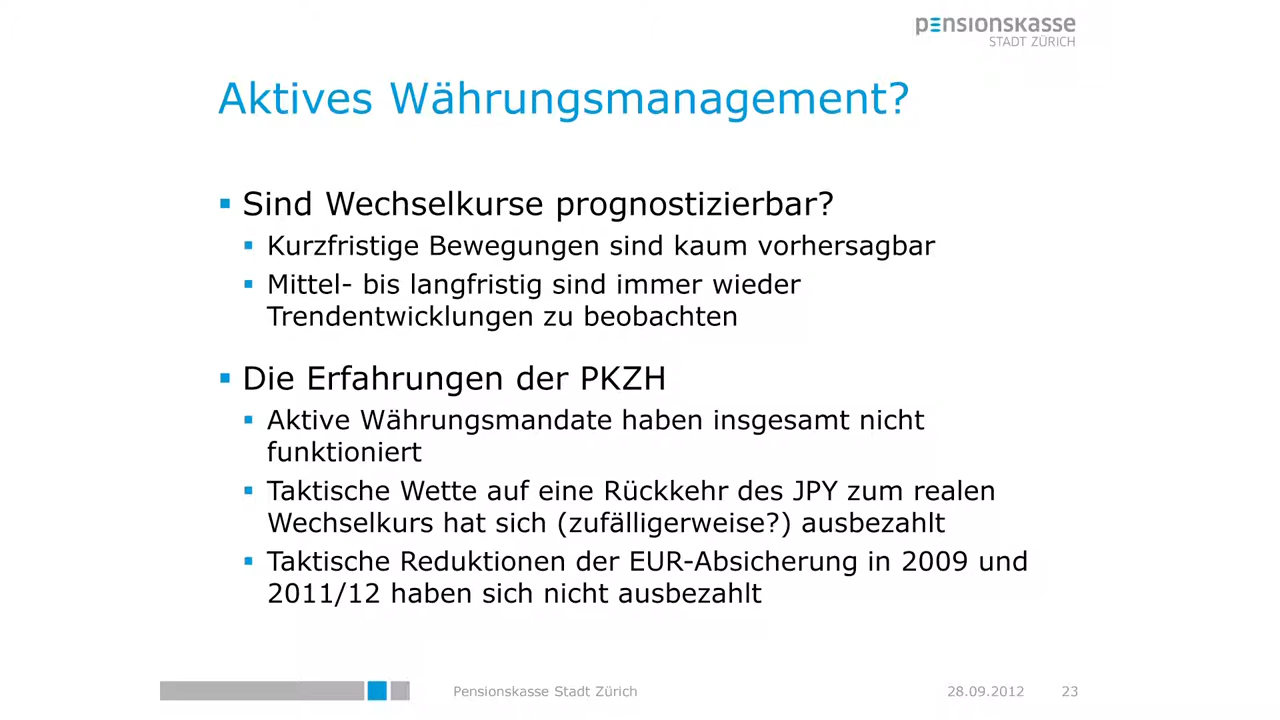 pensionskasse
STADT ZÜRICH
Aktives Währungsmanagement?
Sind Wechselkurse prognostizierbar?
Kurzfristige Bewegungen sind kaum vorhersagbar
Mittel- bis langfristig sind immer wieder
Trendentwicklungen zu beobachten
Die Erfahrungen der PKZH
Aktive Währungsmandate haben insgesamt nicht
funktioniert
Taktische Wette auf eine Rückkehr des JPY zum realen
Wechselkurs hat sich (zufälligerweise?) ausbezahlt
Taktische Reduktionen der EUR-Absicherung in 2009 und
2011/12 haben sich nicht ausbezahlt
Pensionskasse Stadt Zürich 28.09.2012 23